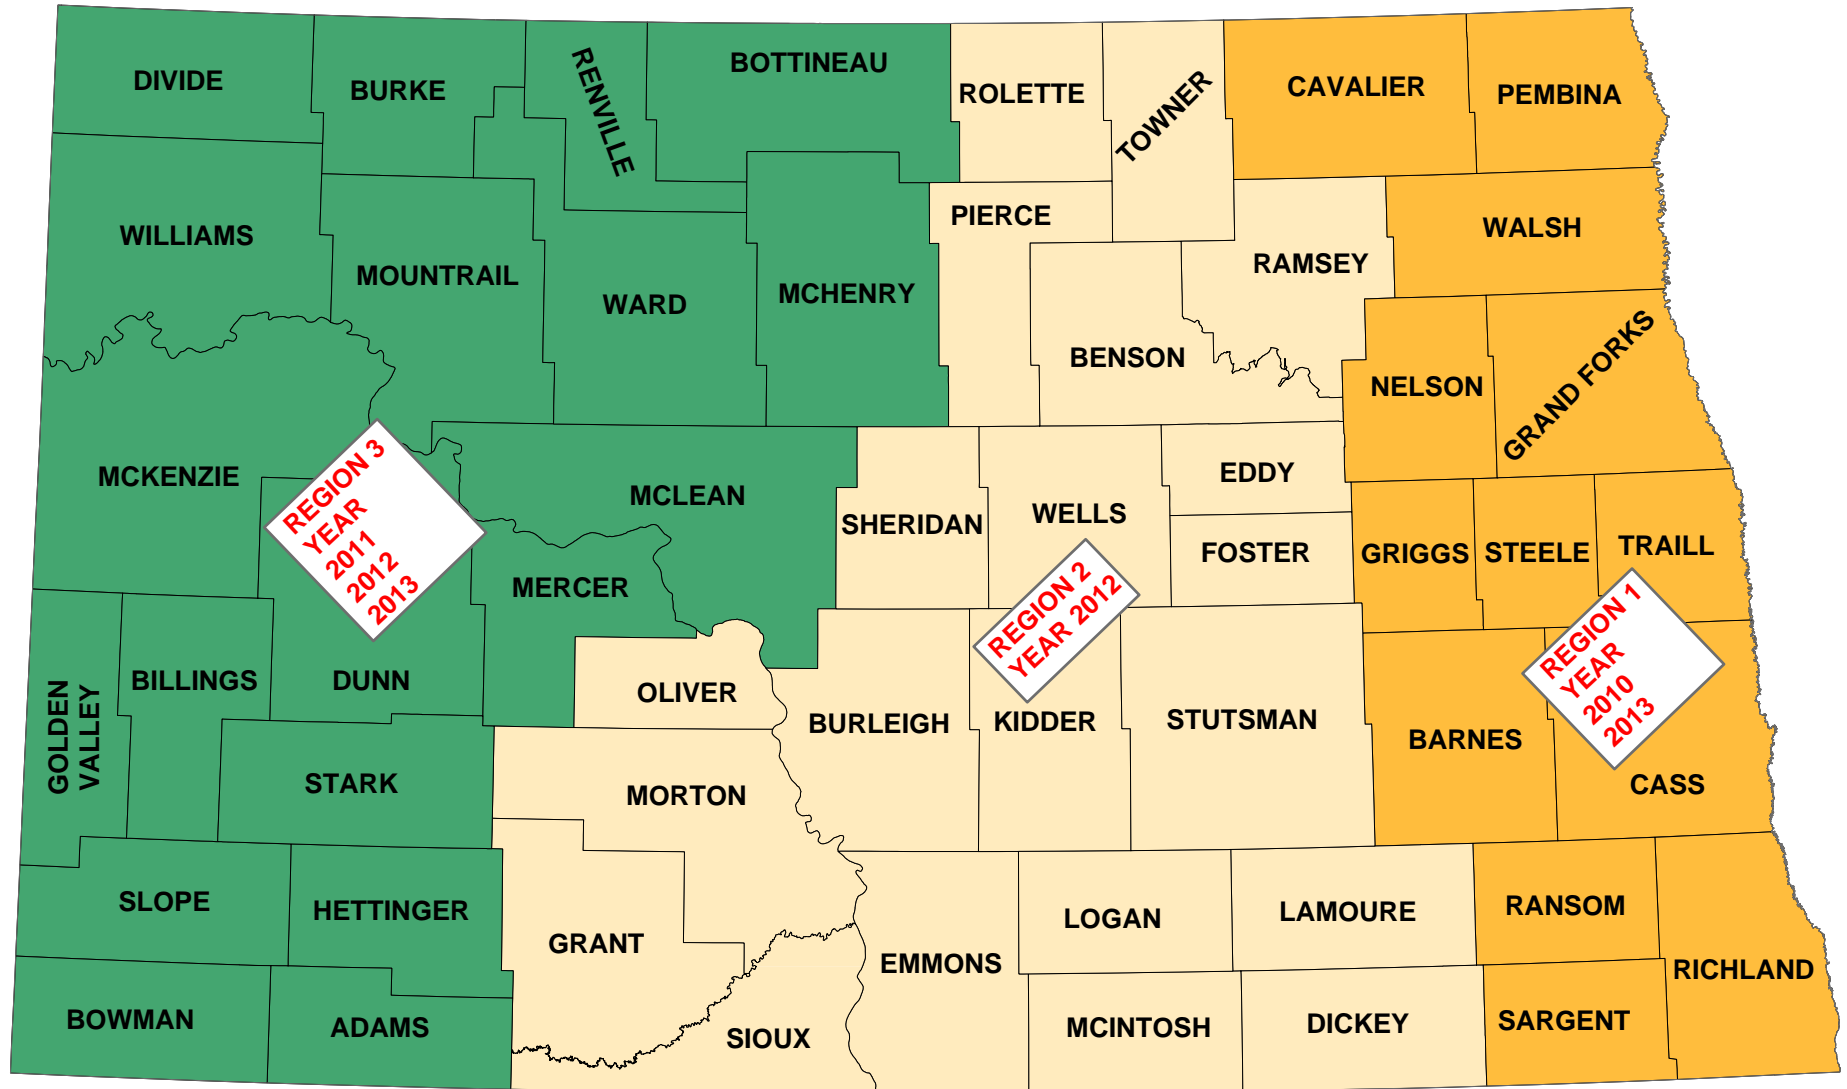 DIVIDE
BURKE
RENVILLE
BOTTINEAU
ROLETTE
TOWNER
CAVALIER
PEMBINA
WILLIAMS
MOUNTRAIL
WARD
MCHENRY
PIERCE
BENSON
RAMSEY
WALSH
NELSON
GRAND FORKS
MCKENZIE
REGION 3
YEAR
2011
2012
2013
MCLEAN
MERCER
SHERIDAN
WELLS
EDDY
FOSTER
GRIGGS
STEELE
TRAILL
REGION 2
YEAR 2012
REGION 1
YEAR
2010
2013
GOLDEN
VALLEY
BILLINGS
DUNN
OLIVER
BURLEIGH
KIDDER
STUTSMAN
BARNES
CASS
STARK
MORTON
SLOPE
HETTINGER
GRANT
EMMONS
LOGAN
LAMOURE
RANSOM
RICHLAND
BOWMAN
ADAMS
SIOUX
MCINTOSH
DICKEY
SARGENT